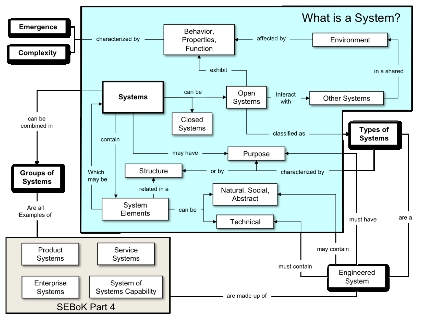 What is a System?
Emergence
Complexity
characterized by
Behavior,
Properties,
Function
affected by
Environment
exhibit
in a shared
Systems
can be
Open
Systems
Interact
with
Other Systems
can be
combined in
Closed
Systems
contain
classified as
Types of
Systems
may have
Purpose
Groups of
Systems
Which
may be
Structure
or by
characterized by
related in a
Natural, Social,
Abstract
System
Elements
can be
Technical
Are all
Examples of
must have
are a
may contain
Product
Systems
Service
Systems
must contain
Engineered
System
Enterprise
Systems
System of
Systems Capability
are made up of
SEBoK Part 4